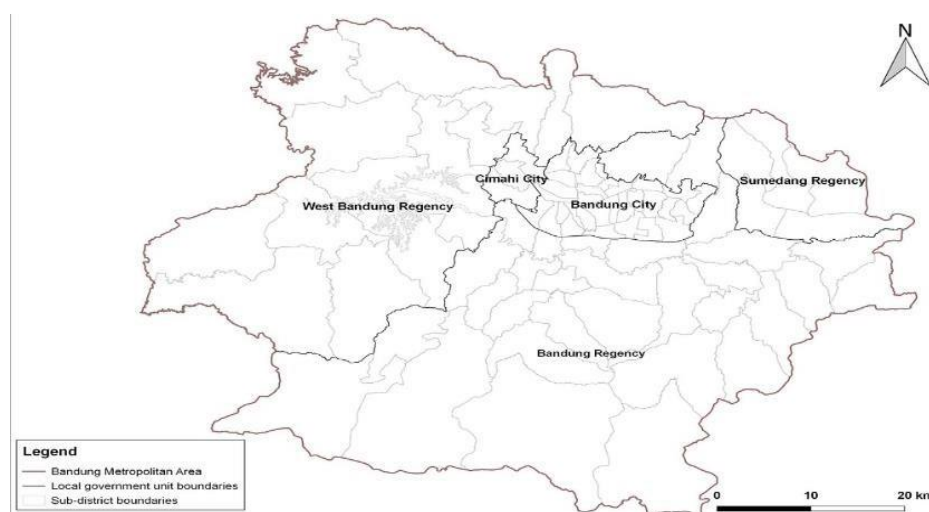 N
Cimahi City
Sumedang Regency
West Bandung Regency
Bandung City
Bandung Regency
Legend
Bandung Metropolitan Area
Local government unit boundaries
Sub-district boundaries
0 10 20 km